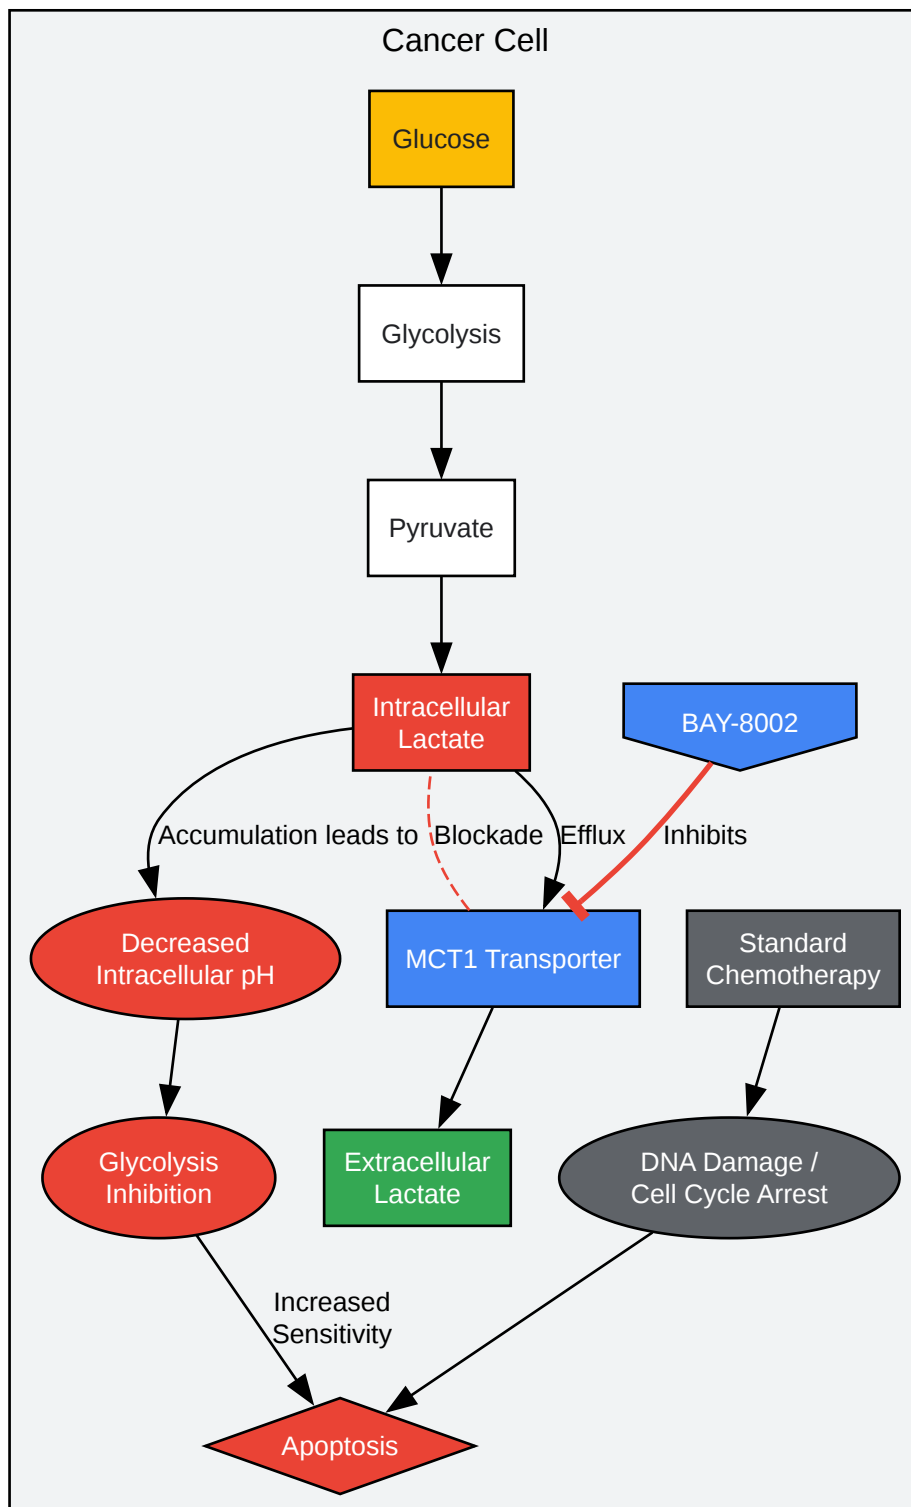 Cancer Cell
Glucose
Glycolysis
Pyruvate
Intracellular
Lactate
BAY-8002
Accumulation leads to
Blockade
Efflux
Inhibits
Decreased
Intracellular pH
MCT1 Transporter
Standard
Chemotherapy
Glycolysis
Inhibition
Extracellular
Lactate
DNA Damage /
Cell Cycle Arrest
Increased
Sensitivity
Apoptosis